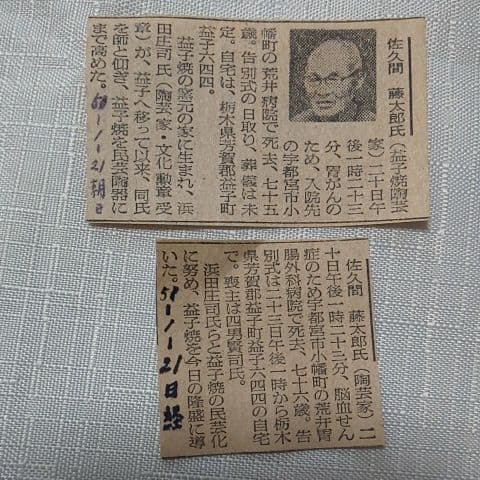 佐久間 藤太郎氏(益子焼陶芸
家)二十日午
後一時二十三
分、胃がんの
ため、入院先
の宇都宮市小
幡町の荒井病院で死去、七十五
歳。告別式の日取り、葬儀は未
定。自宅は、栃木県芳賀郡益子町
益子六四四。
益子焼の窯元の家に生まれ、浜
田庄司氏(陶芸家・文化勲章受
章)が、益子へ移って以来、同氏
を師と仰ぎ、益子焼を民芸陶器に
まで高めた。
51-1-21朝日
佐久間 藤太郎氏(陶芸家)二
十日午後一時二十三分、脳血せん
症のため宇都宮市小幡町の荒井胃
腸外科病院で死去、七十六歳。告
別式は二十三日午後一時から栃木
県芳賀郡益子町益子六四四の自宅
で。喪主は四男賢司氏。
浜田庄司氏らと益子焼の民芸化
に努め、益子焼を今日の隆盛に導
いた。
51-1-21日経